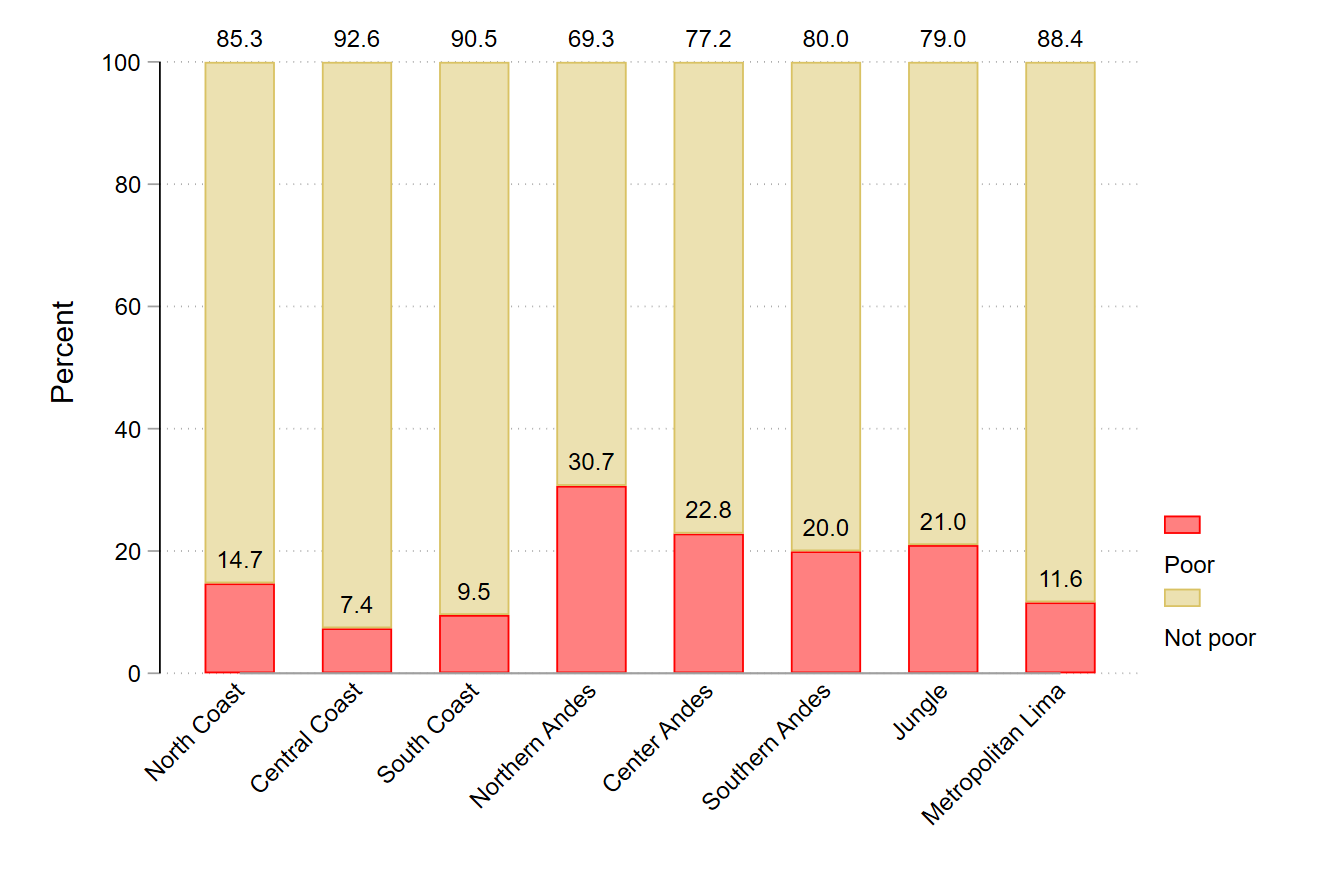 85.3 92.6 90.5 69.3 77.2 80.0 79.0 88.4
100
80
60
40
20
0
Percent
14.7 7.4 9.5 30.7 22.8 20.0 21.0 11.6
North Coast
Central Coast
South Coast
Northern Andes
Center Andes
Southern Andes
Jungle
Metropolitan Lima
Poor
Not poor